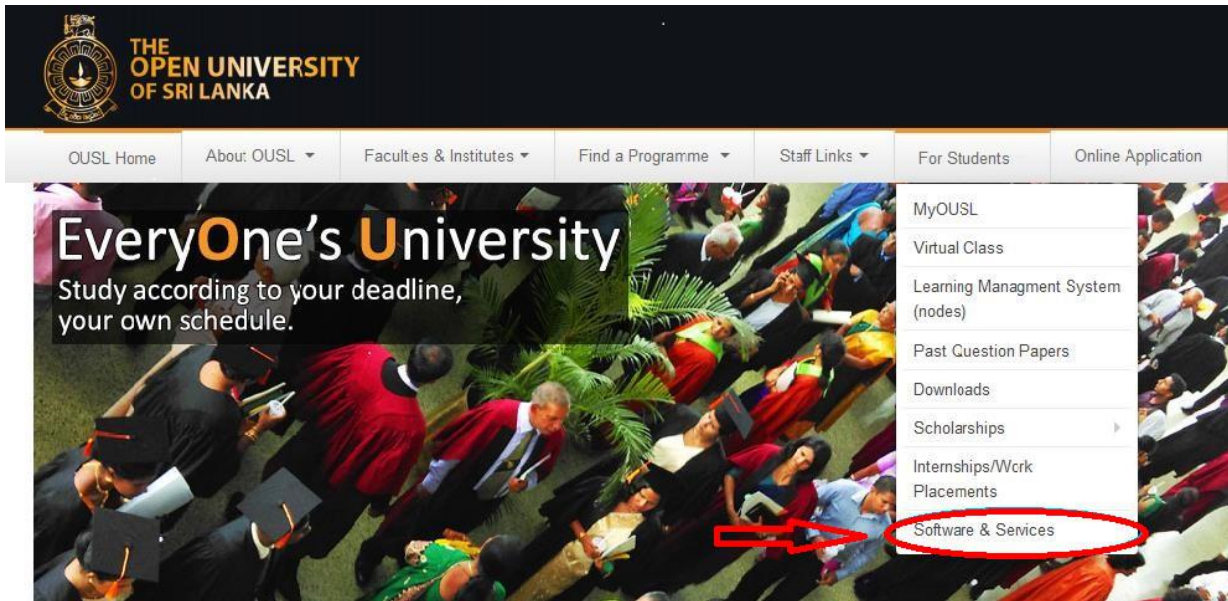 THE
OPEN UNIVERSITY
OF SRI LANKA
OUSL Home
About OUSL
Faculties & Institutes
Find a Programme
Staff Links
For Students
Online Application
EveryOne's University
Study according to your deadline,
your own schedule.
MyOUSL
Virtual Class
Learning Managment System
(nodes)
Past Question Papers
Downloads
Scholarships
Internships/Work
Placements
Software & Services